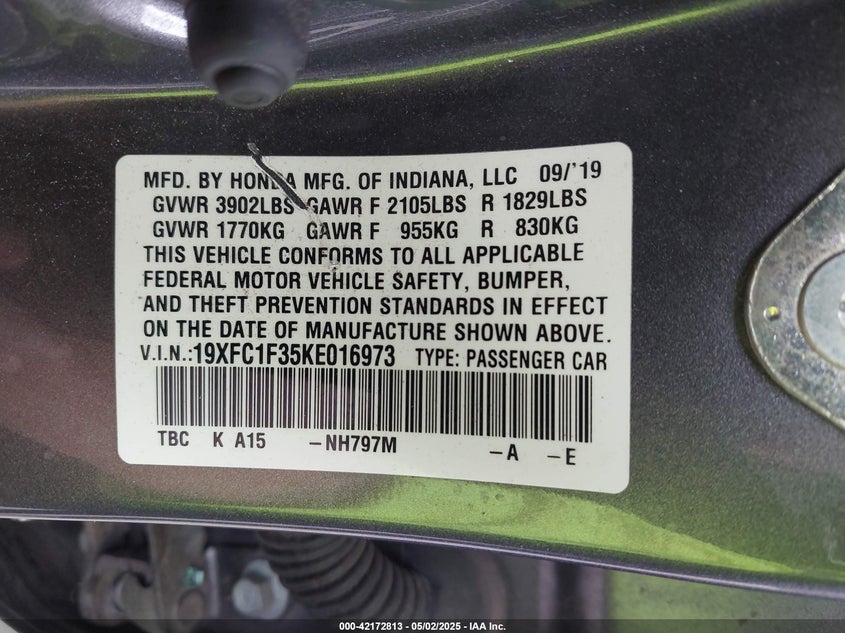 MFD. BY HONDA MFG. OF INDIANA, LLC 09/'19
GVWR 3902LBS GAWR F 2105LBS R 1829LBS
GVWR 1770KG GAWR F 955KG R 830KG
THIS VEHICLE CONFORMS TO ALL APPLICABLE
FEDERAL MOTOR VEHICLE SAFETY, BUMPER,
AND THEFT PREVENTION STANDARDS IN EFFECT
ON THE DATE OF MANUFACTURE SHOWN ABOVE.
V.I.N.:19XFC1F35KE016973 TYPE: PASSENGER CAR
TBC K A15 -NH797M -A -E
000-42172813 - 05/02/2025 - IAA Inc.